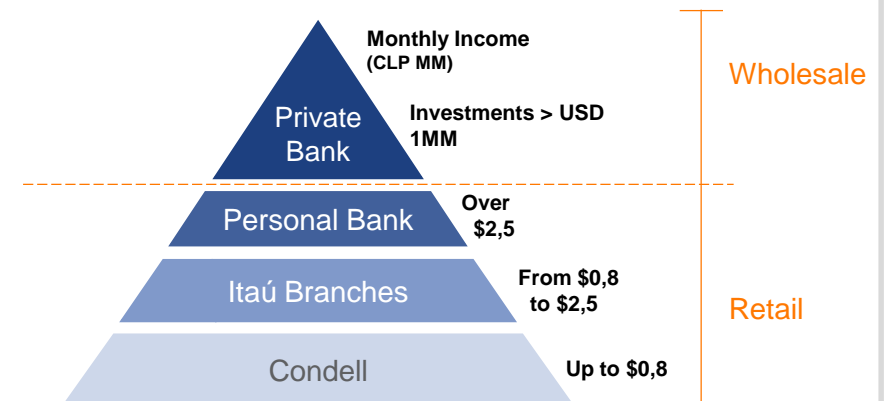 Monthly Income
(CLP MM)
Wholesale
Private
Bank
Investments > USD
1MM
Personal Bank
Over
$2,5
Itaú Branches
From $0,8
to $2,5
Retail
Condell
Up to $0,8